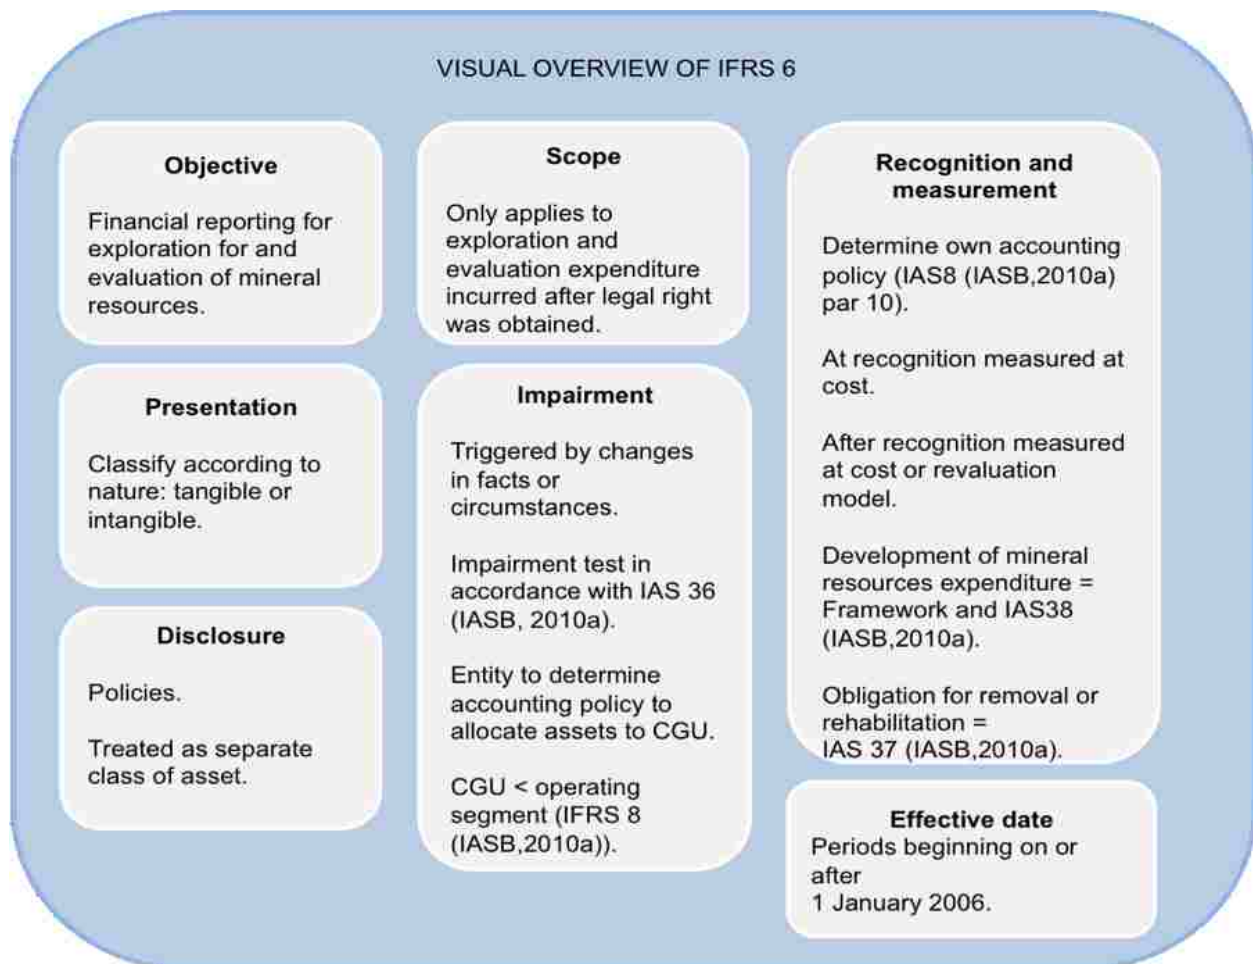 VISUAL OVERVIEW OF IFRS 6
Objective
Financial reporting for
exploration for and
evaluation of mineral
resources.
Scope
Only applies to
exploration and
evaluation expenditure
incurred after legal right
was obtained.
Recognition and
measurement
Determine own accounting
policy (IAS8 (IASB,2010a)
par 10).
At recognition measured at
cost.
After recognition measured
at cost or revaluation
model.
Development of mineral
resources expenditure =
Framework and IAS38
(IASB,2010a).
Obligation for removal or
rehabilitation =
IAS 37 (IASB,2010a).
Presentation
Classify according to
nature: tangible or
intangible.
Impairment
Triggered by changes
in facts or
circumstances.
Impairment test in
accordance with IAS 36
(IASB, 2010a).
Entity to determine
accounting policy to
allocate assets to CGU.
CGU < operating
segment (IFRS 8
(IASB,2010a)).
Disclosure
Policies.
Treated as separate
class of asset.
Effective date
Periods beginning on or
after
1 January 2006.